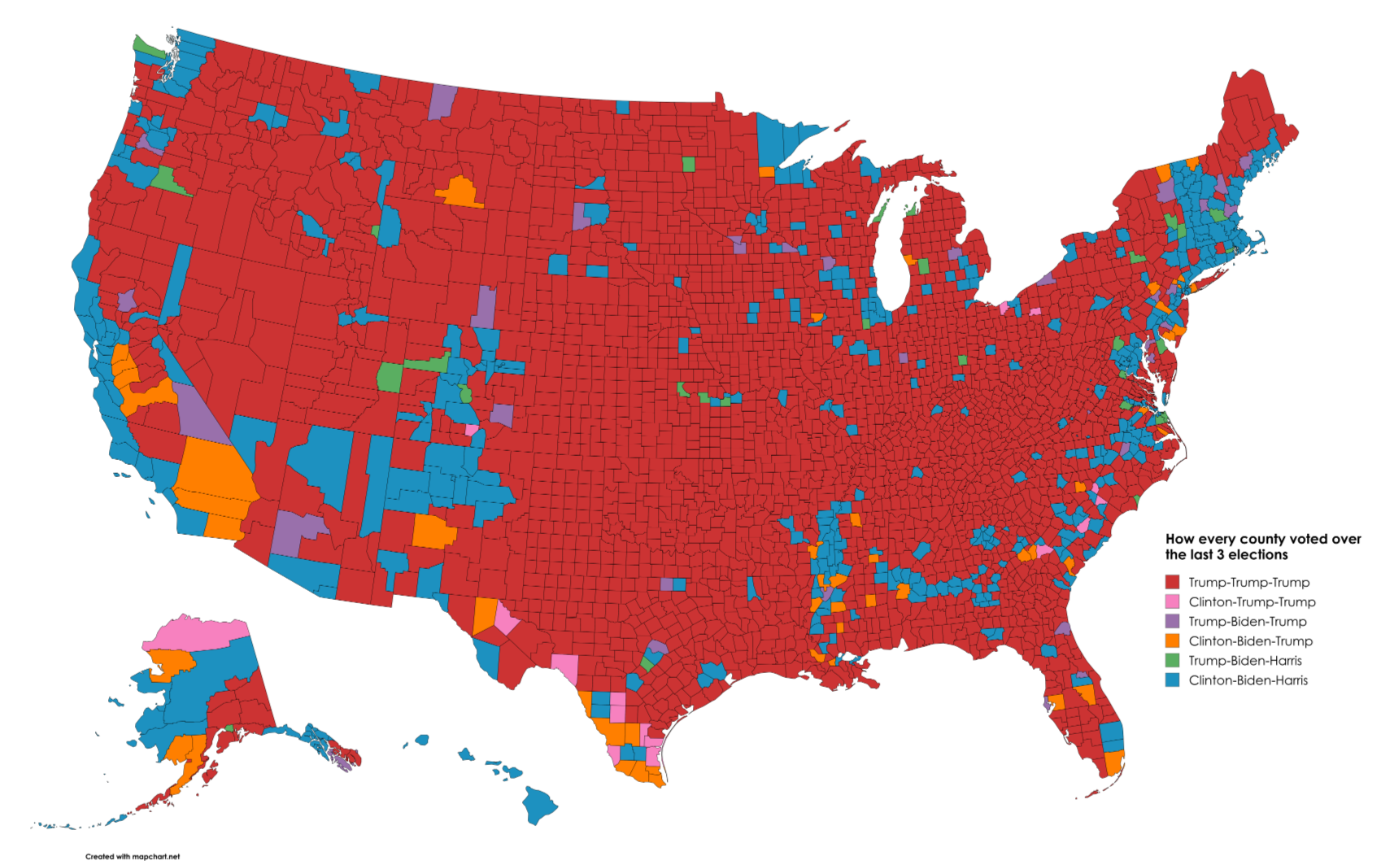 How every county voted over
the last 3 elections
Trump-Trump-Trump
Clinton-Trump-Trump
Trump-Biden-Trump
Clinton-Biden-Trump
Trump-Biden-Harris
Clinton-Biden-Harris
Created with mapchart.net